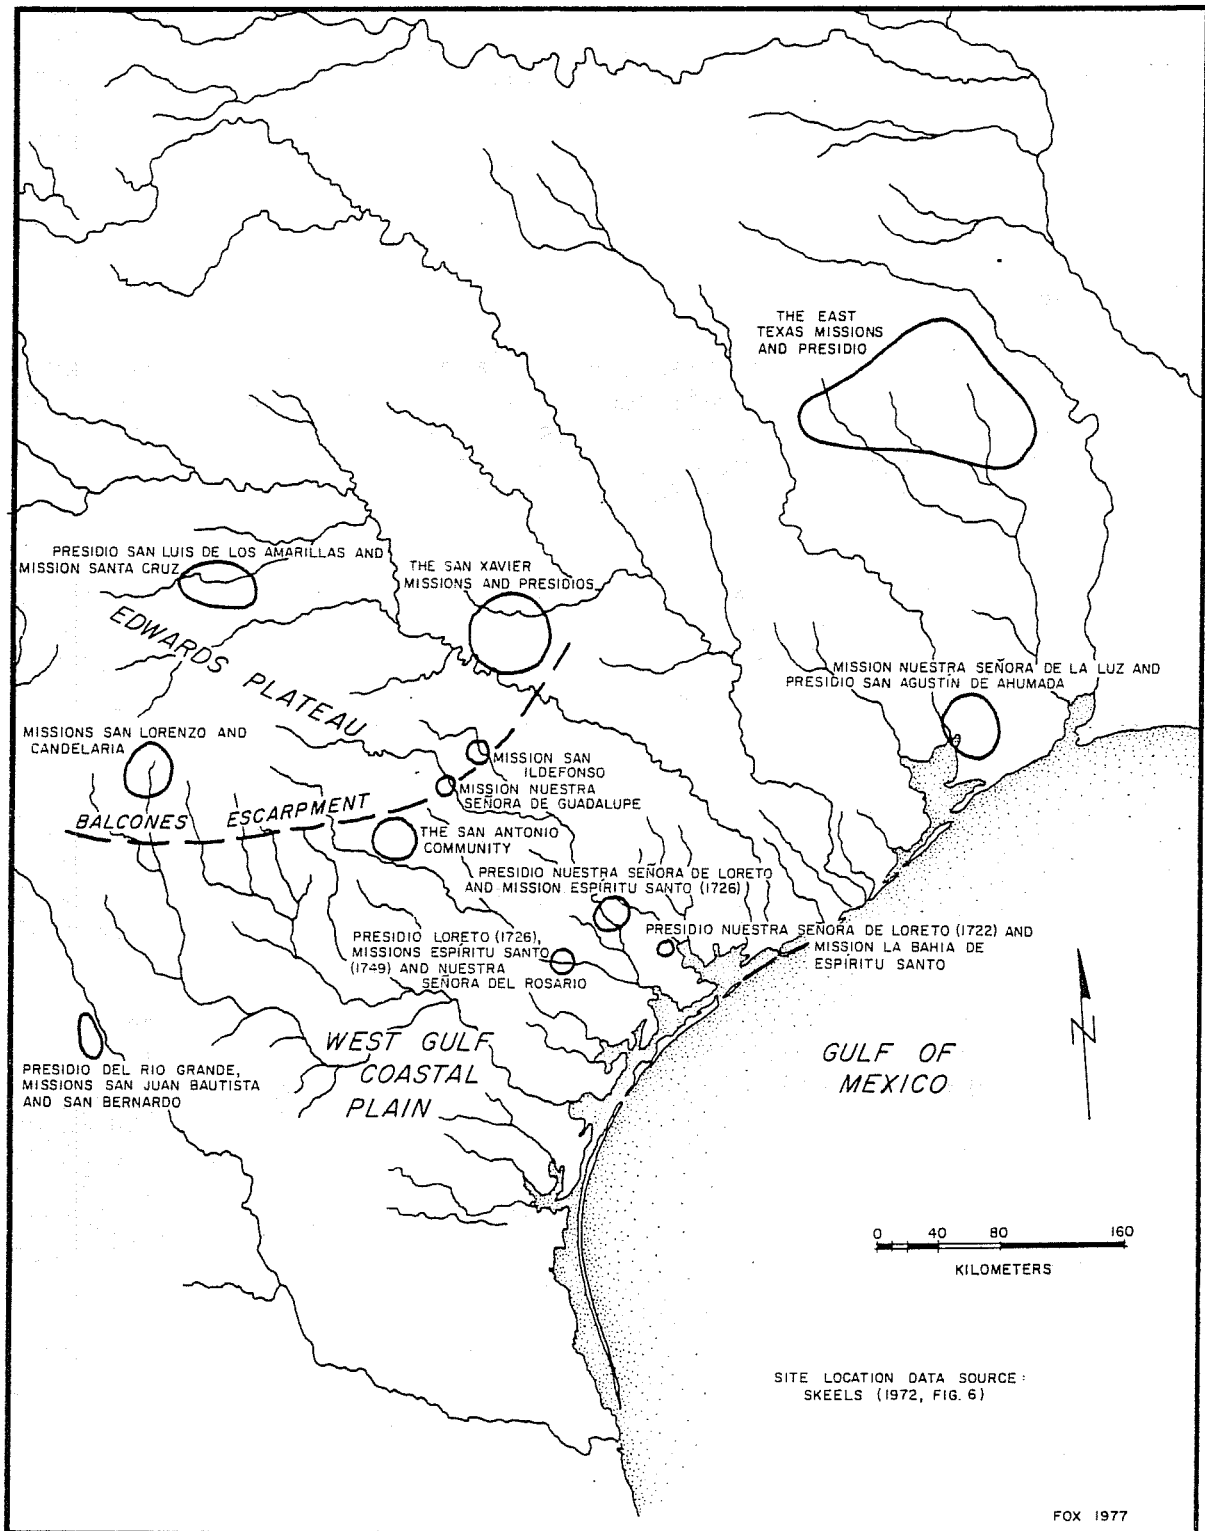 THE EAST
TEXAS MISSIONS
AND PRESIDIO
PRESIDIO SAN LUIS DE LOS AMARILLAS AND
MISSION SANTA CRUZ
THE SAN XAVIER
MISSIONS AND PRESIDIOS
EDWARDS PLATEAU
MISSION NUESTRA SEÑORA DE LA LUZ AND
PRESIDIO SAN AGUSTÍN DE AHUMADA
MISSIONS SAN LORENZO AND
CANDELARIA
MISSION SAN
ILDEFONSO
MISSION NUESTRA
SEÑORA DE GUADALUPE
BALCONES ESCARPMENT
THE SAN ANTONIO
COMMUNITY
PRESIDIO NUESTRA SEÑORA DE LORETO
AND MISSION ESPÍRITU SANTO (1726)
PRESIDIO NUESTRA SEÑORA DE LORETO (1722) AND
MISSION LA BAHIA DE
ESPÍRITU SANTO
PRESIDIO LORETO (1726),
MISSIONS ESPÍRITU SANTO
(1749) AND NUESTRA
SEÑORA DEL ROSARIO
WEST GULF
COASTAL
PLAIN
GULF OF
MEXICO
N
PRESIDIO DEL RIO GRANDE,
MISSIONS SAN JUAN BAUTISTA
AND SAN BERNARDO
0 40 80 160
KILOMETERS
SITE LOCATION DATA SOURCE:
SKEELS (1972, FIG. 6)
FOX 1977